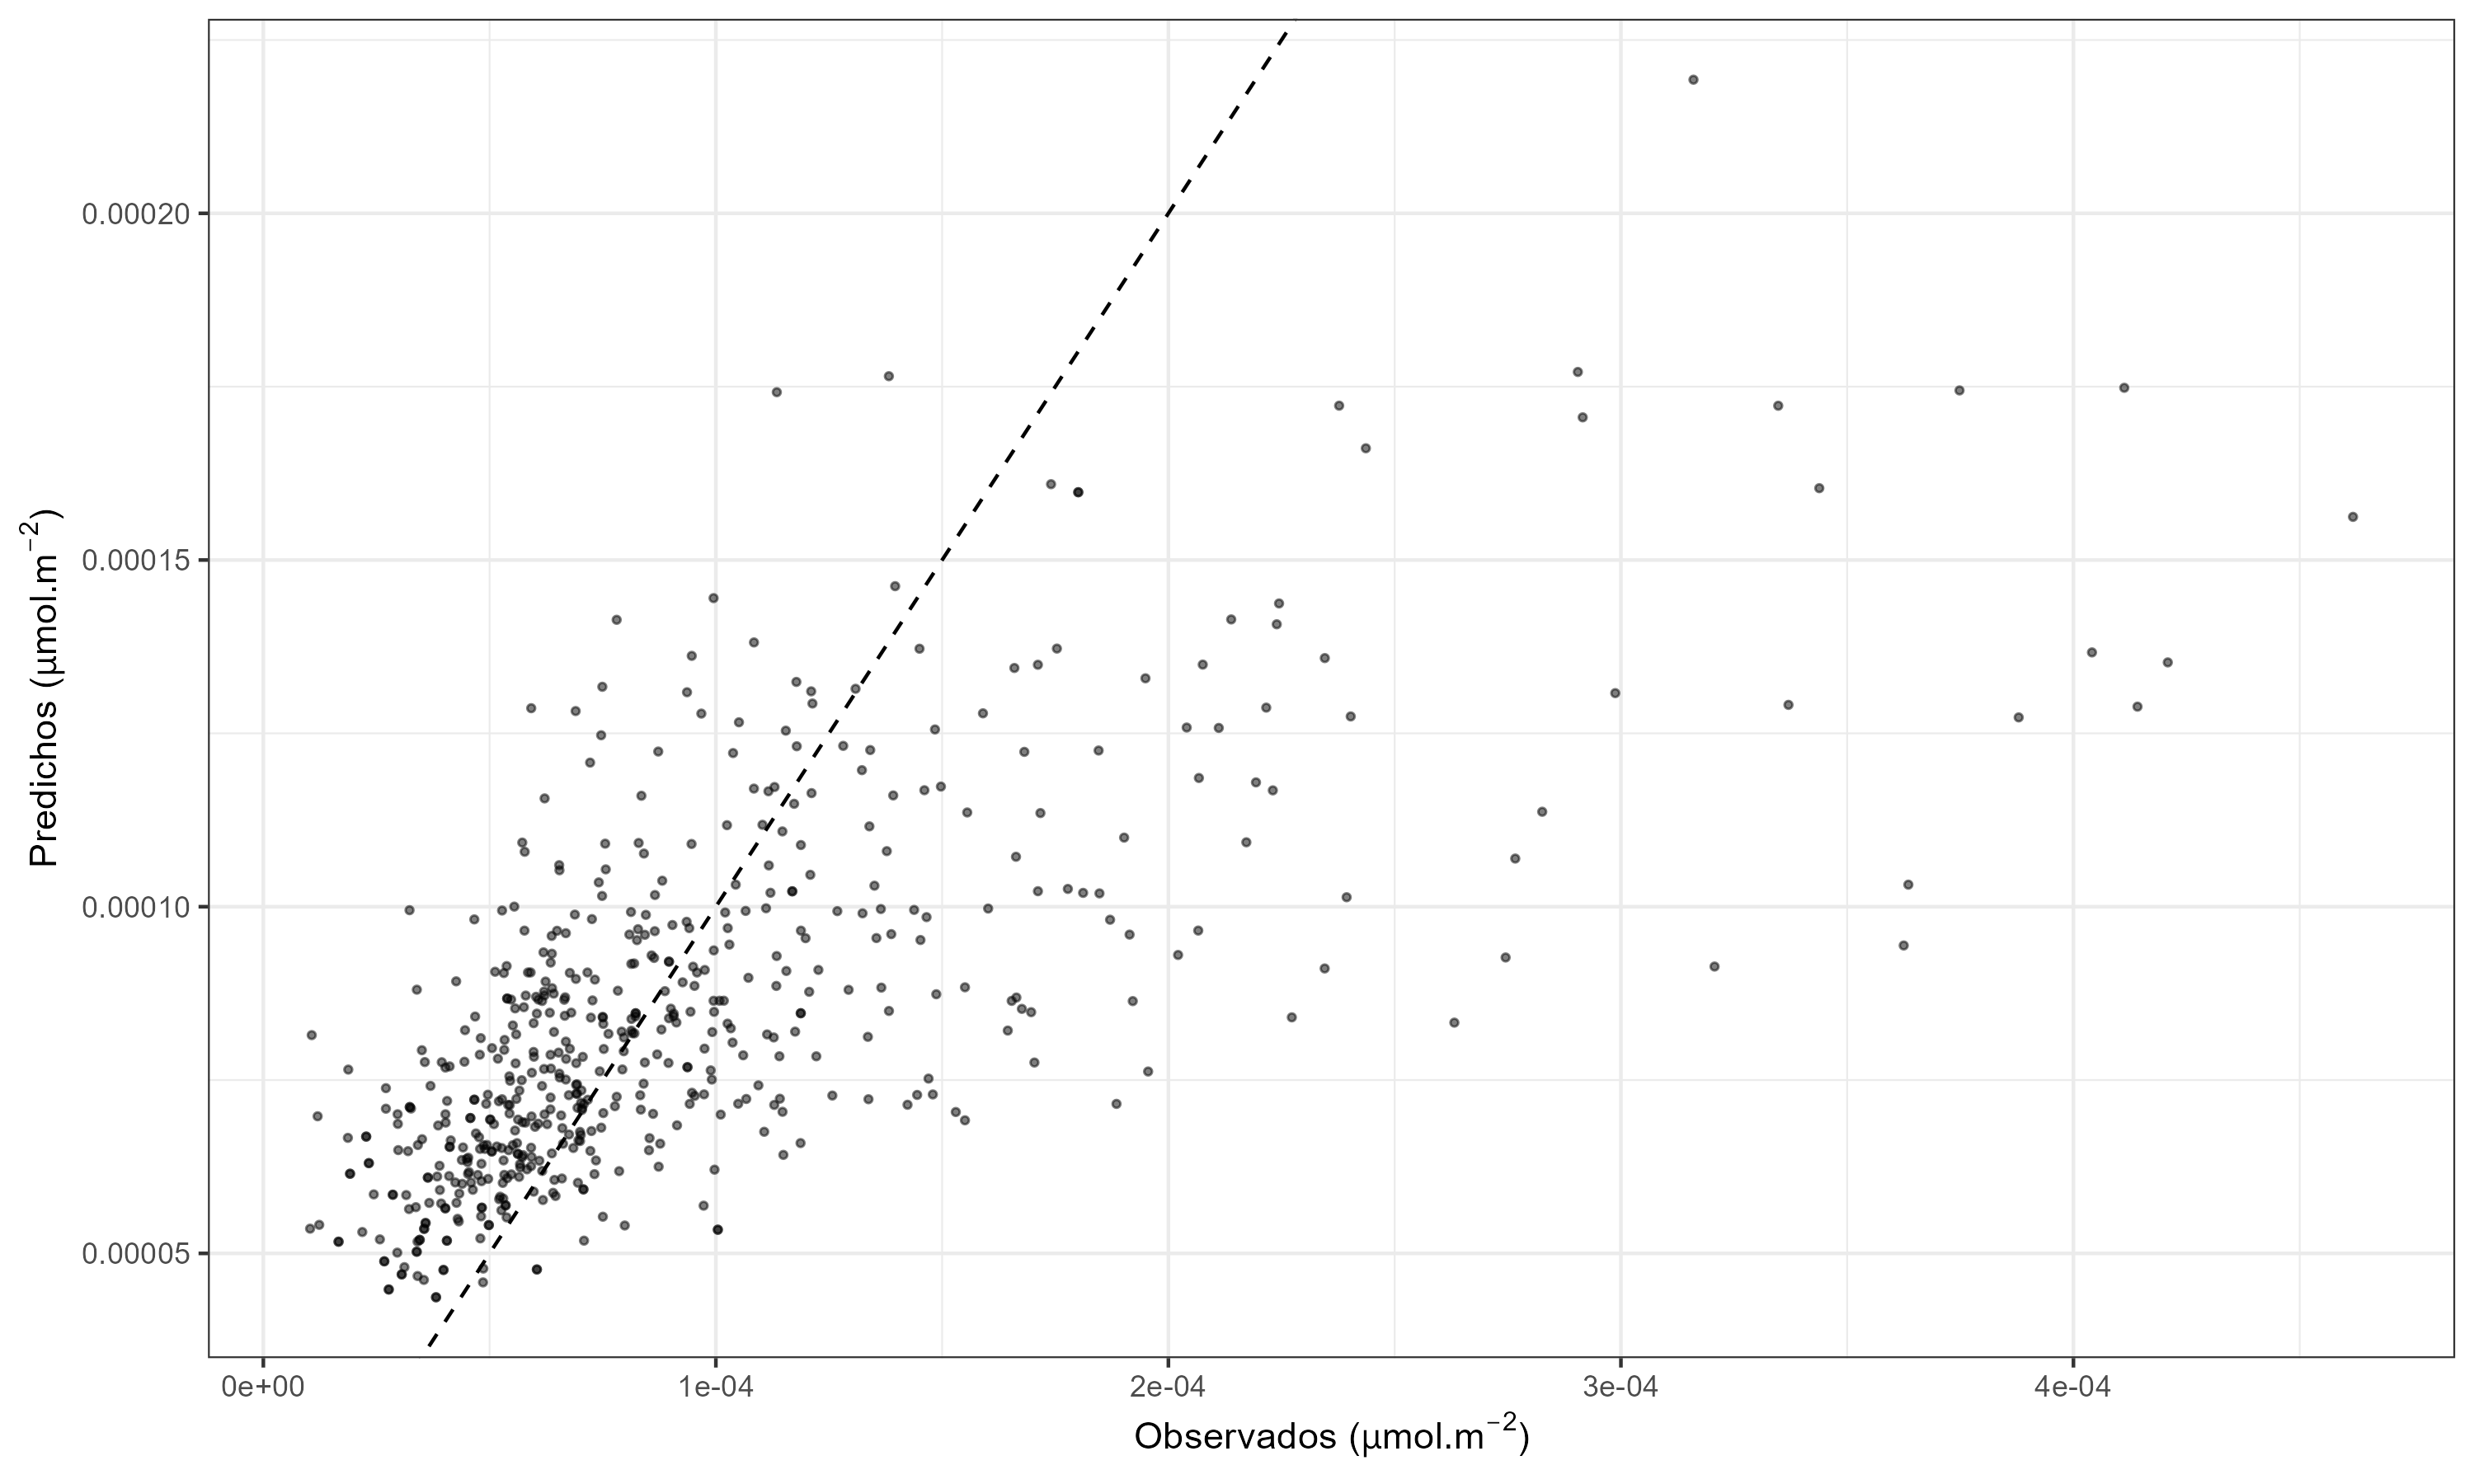 Predichos (µmol.m⁻²)
0.00020
0.00015
0.00010
0.00005
0e+00 1e-04 2e-04 3e-04 4e-04
Observados (µmol.m⁻²)